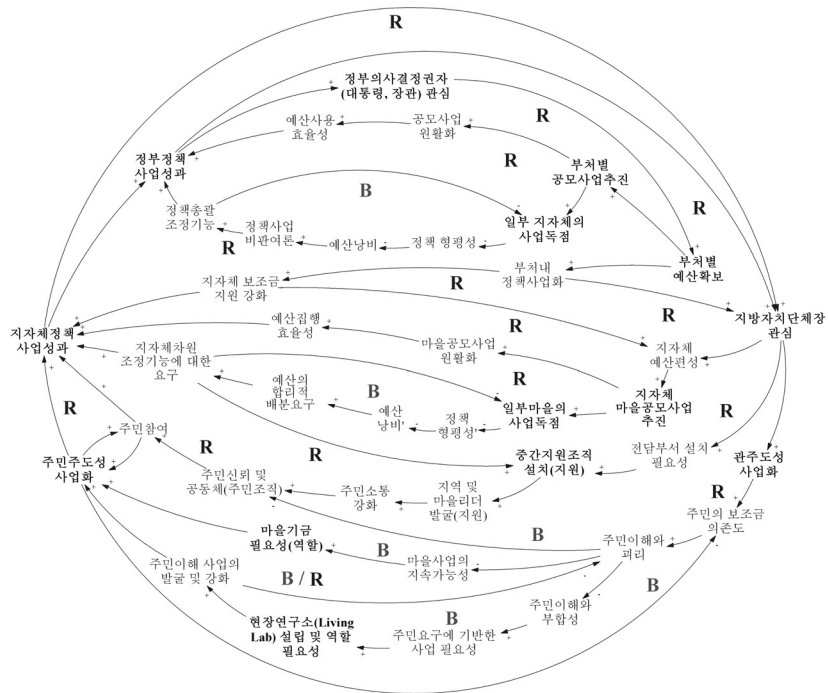 R
정부의사결정권자
(대통령, 장관) 관심
R
예산사용
효율성
공모사업
원활화
정부정책
사업성과
R
부처별
공모사업추진
B
정책총괄
조정기능
정책사업
비판여론
일부 지자체의
사업독점
R
R
예산낭비
정책 형평성
부처별
예산확보
지자체 보조금
지원 강화
R
부처내
정책사업화
지자체정책
사업성과
예산집행
효율성
R
지방자치단체장
관심
지자체차원
조정기능에 대한
요구
마을공모사업
원활화
지자체
예산편성
예산의
합리적
배분요구
B
R
지자체
마을공모사업
추진
R
예산
낭비'
정책
형평성'
일부마을의
사업독점
R
주민참여
R
R
전담부서 설치
필요성
주민주도성
사업화
중간지원조직
설치(지원)
관주도성
사업화
주민신뢰 및
공동체(주민조직)
주민소통
강화
지역 및
마을리더
발굴(지원)
R
주민의 보조금
의존도
마을기금
필요성(역할)
B
B
주민이해와
괴리
주민이해 사업의
발굴 및 강화
마을사업의
지속가능성
B / R
B
현장연구소(Living
Lab) 설립 및 역할
필요성
B
주민요구에 기반한
사업 필요성
주민이해와
부합성